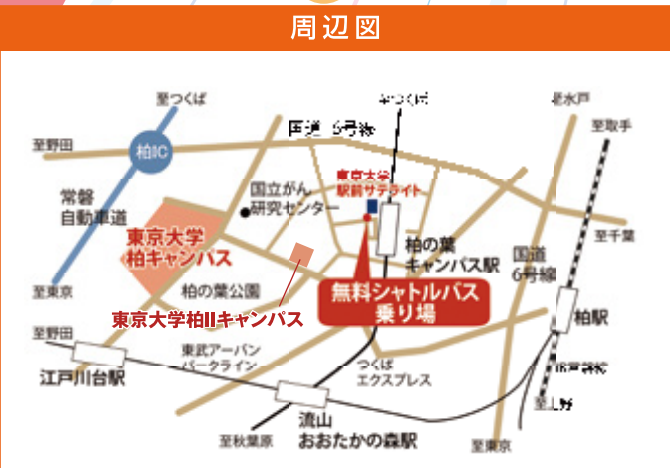 周辺図
至つくば
至水戸
至取手
国道 6号線
至野田
柏IC
常磐
自動車道
国立がん
研究センター
東京大学
駅前サテライト
至千葉
東京大学
柏キャンパス
柏の葉
キャンパス駅
国道
6号線
至東京
柏の葉公園
無料シャトルバス
乗り場
東京大学柏IIキャンパス
柏駅
至野田
東武アーバン
パークライン
つくば
エクスプレス
江戸川台駅
至上野
流山
おおたかの森駅
至秋葉原
至東京